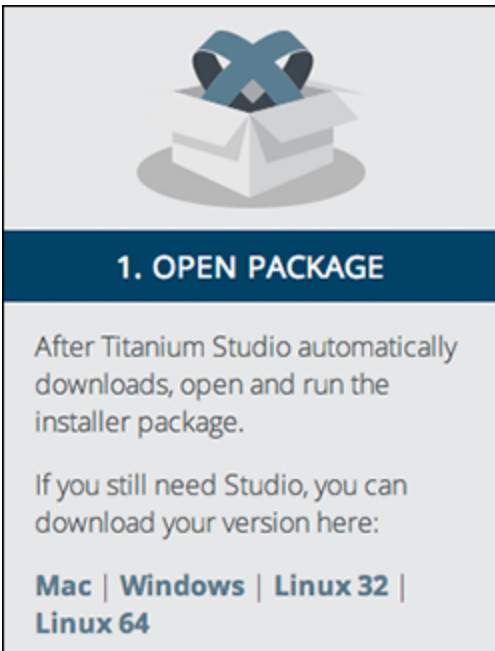 1. OPEN PACKAGE
After Titanium Studio automatically
downloads, open and run the
installer package.
If you still need Studio, you can
download your version here:
Mac | Windows | Linux 32 |
Linux 64